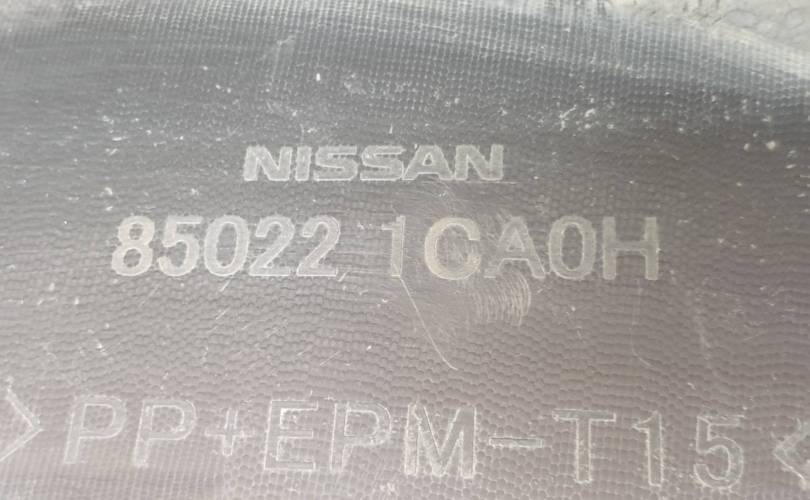 NISSAN
85022 1CA0H
>PP+EPM-T15<